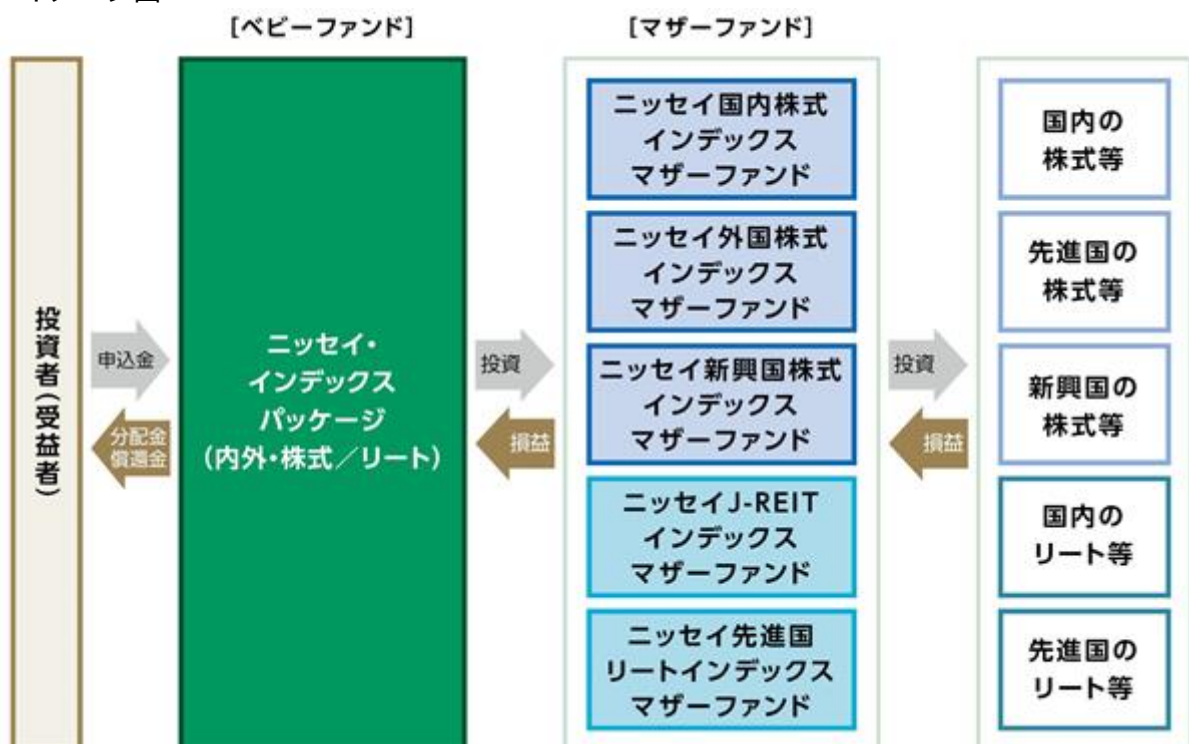 [ベビーファンド]
[マザーファンド]
投資者(受益者)
申込金
分配金
償還金
ニッセイ・
インデックス
パッケージ
(内外・株式／リート)
投資
損益
ニッセイ国内株式
インデックス
マザーファンド
ニッセイ外国株式
インデックス
マザーファンド
ニッセイ新興国株式
インデックス
マザーファンド
ニッセイJ-REIT
インデックス
マザーファンド
ニッセイ先進国
リートインデックス
マザーファンド
投資
損益
国内の
株式等
先進国の
株式等
新興国の
株式等
国内の
リート等
先進国の
リート等